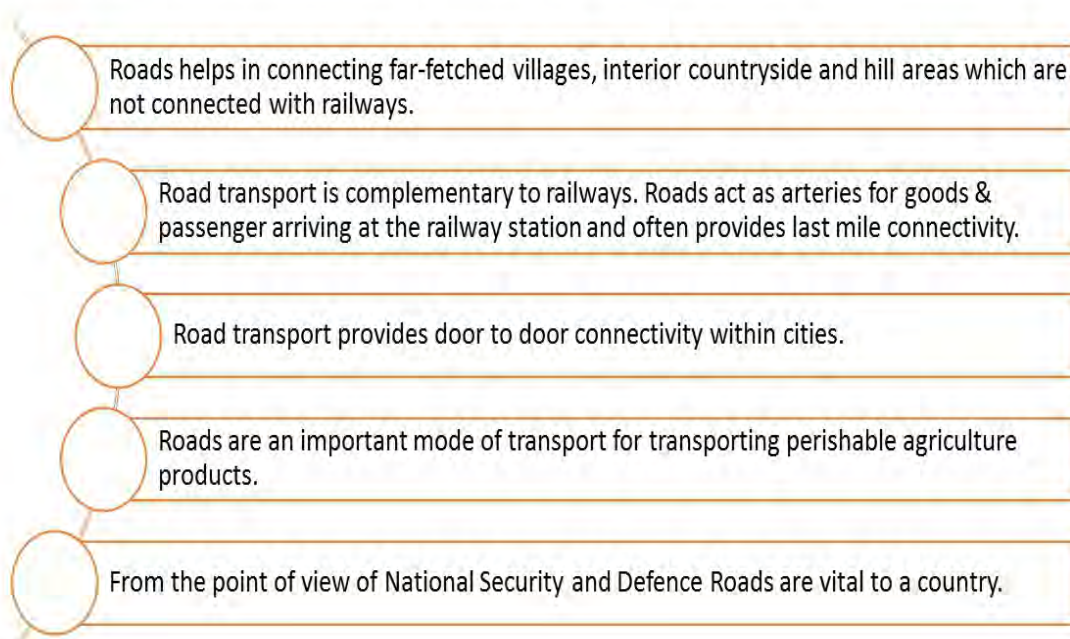 Roads helps in connecting far-fetched villages, interior countryside and hill areas which are
not connected with railways.
Road transport is complementary to railways. Roads act as arteries for goods &
passenger arriving at the railway station and often provides last mile connectivity.
Road transport provides door to door connectivity within cities.
Roads are an important mode of transport for transporting perishable agriculture
products.
From the point of view of National Security and Defence Roads are vital to a country.